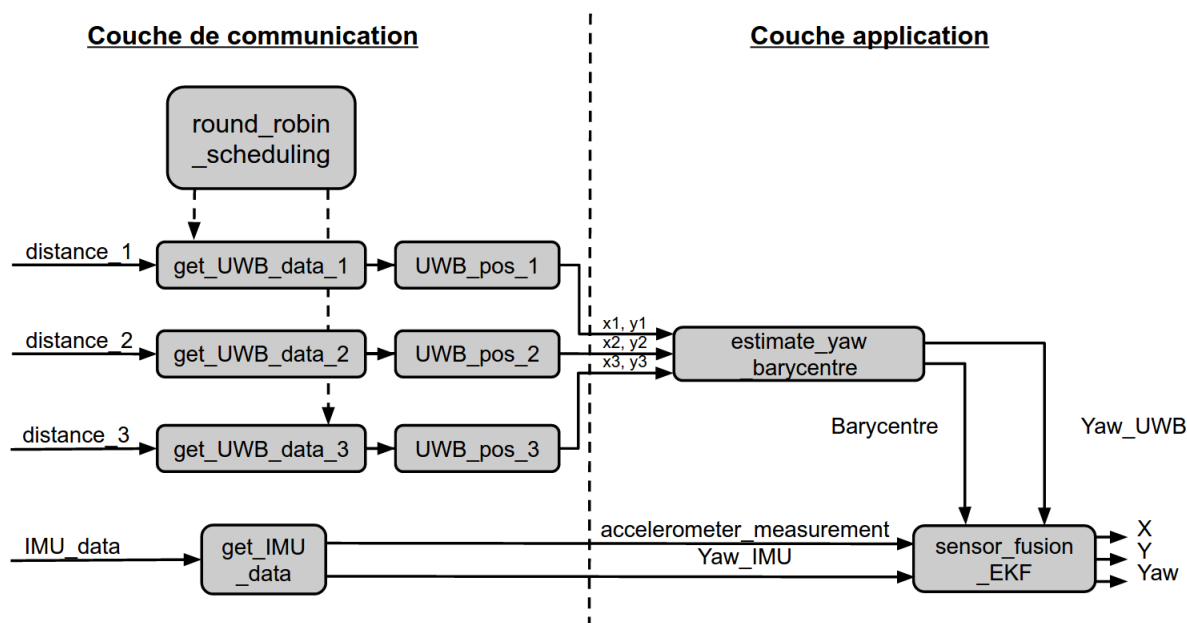 Couche de communication
Couche application
round_robin
_scheduling
distance_1
get_UWB_data_1
UWB_pos_1
distance_2
get_UWB_data_2
UWB_pos_2
distance_3
get_UWB_data_3
UWB_pos_3
x1, y1
x2, y2
x3, y3
estimate_yaw
_barycentre
Barycentre
Yaw_UWB
IMU_data
get_IMU
_data
accelerometer_measurement
Yaw_IMU
sensor_fusion
_EKF
X
Y
Yaw